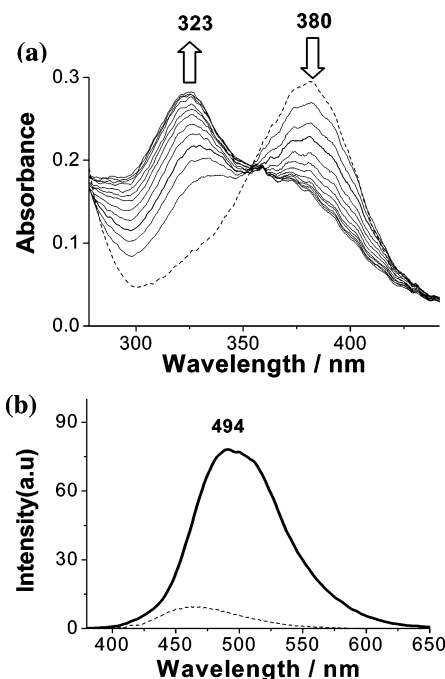 (a)
323 380
0.3
0.2
0.1
0.0
Absorbance
300 350 400
Wavelength / nm
(b)
494
90
60
30
0
Intensity(a.u)
400 450 500 550 600 650
Wavelength / nm